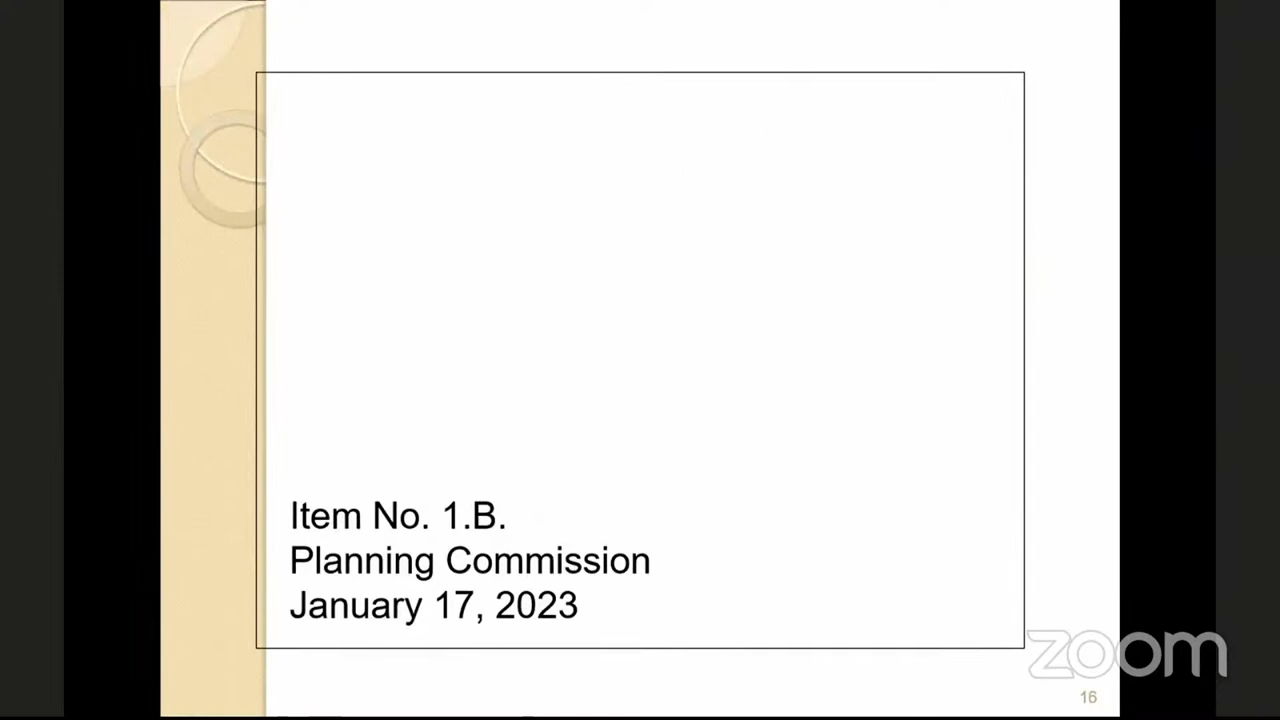 Item No. 1.B.
Planning Commission
January 17, 2023
zoom
16